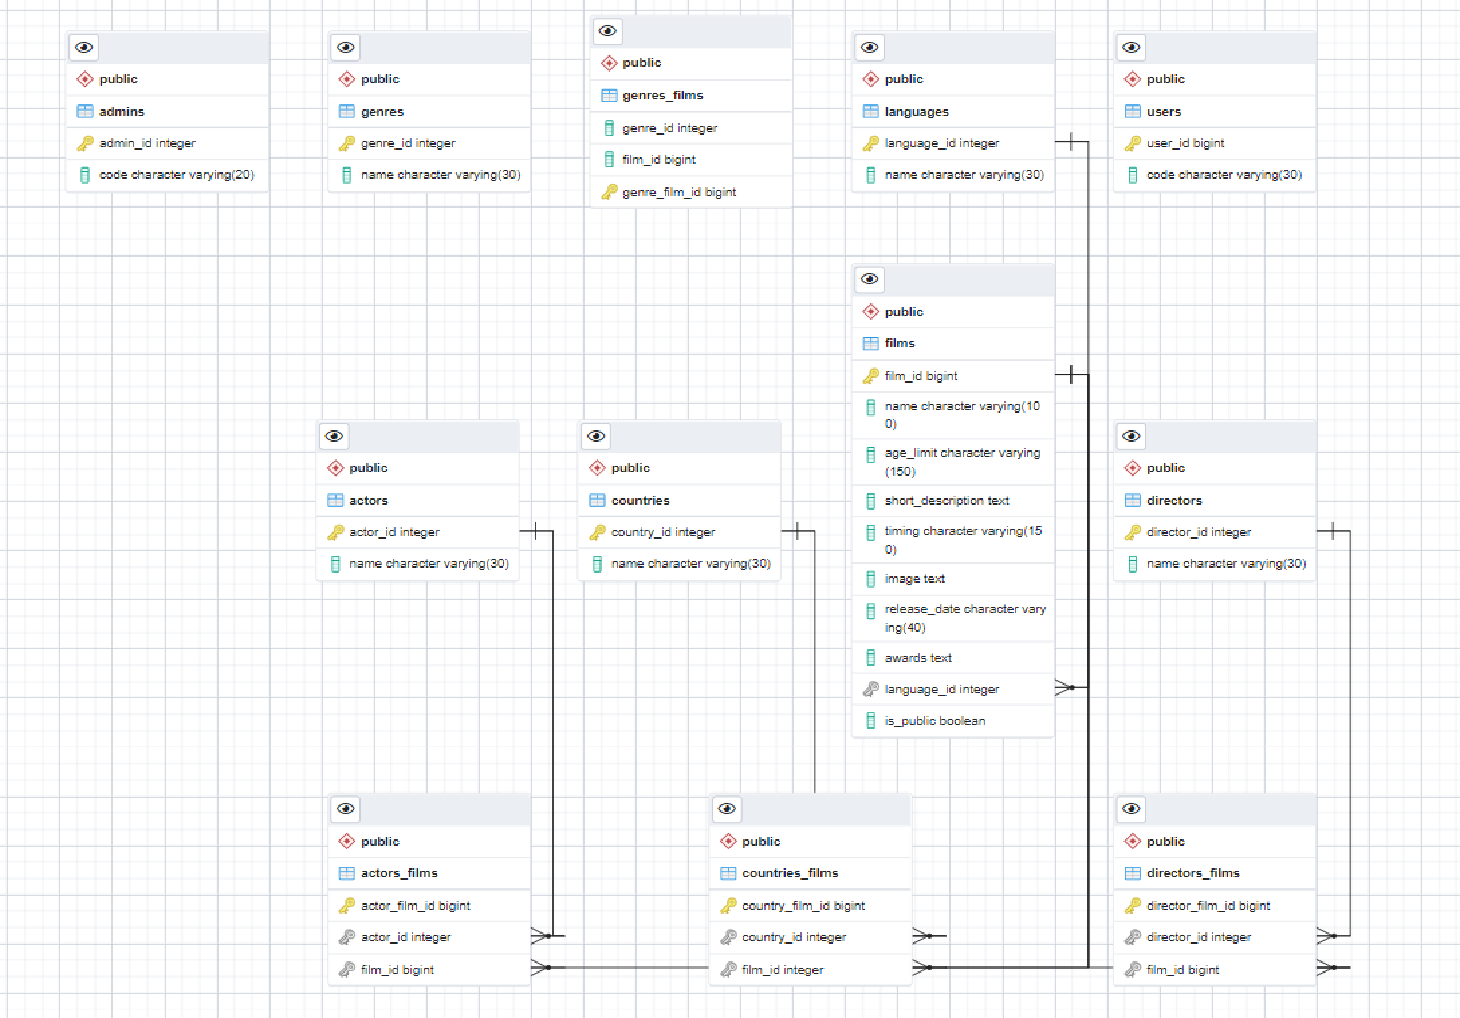 public
admins
admin_id integer
code character varying(20)
public
genres
genre_id integer
name character varying(30)
public
genres_films
genre_id integer
film_id bigint
genre_film_id bigint
public
languages
language_id integer
name character varying(30)
public
users
user_id bigint
code character varying(30)
public
films
film_id bigint
name character varying(10
0)
age_limit character varying
(150)
short_description text
timing character varying(15
0)
image text
release_date character vary
ing(40)
awards text
language_id integer
is_public boolean
public
actors
actor_id integer
name character varying(30)
public
countries
country_id integer
name character varying(30)
public
directors
director_id integer
name character varying(30)
public
actors_films
actor_film_id bigint
actor_id integer
film_id bigint
public
countries_films
country_film_id bigint
country_id integer
film_id integer
public
directors_films
director_film_id bigint
director_id integer
film_id bigint